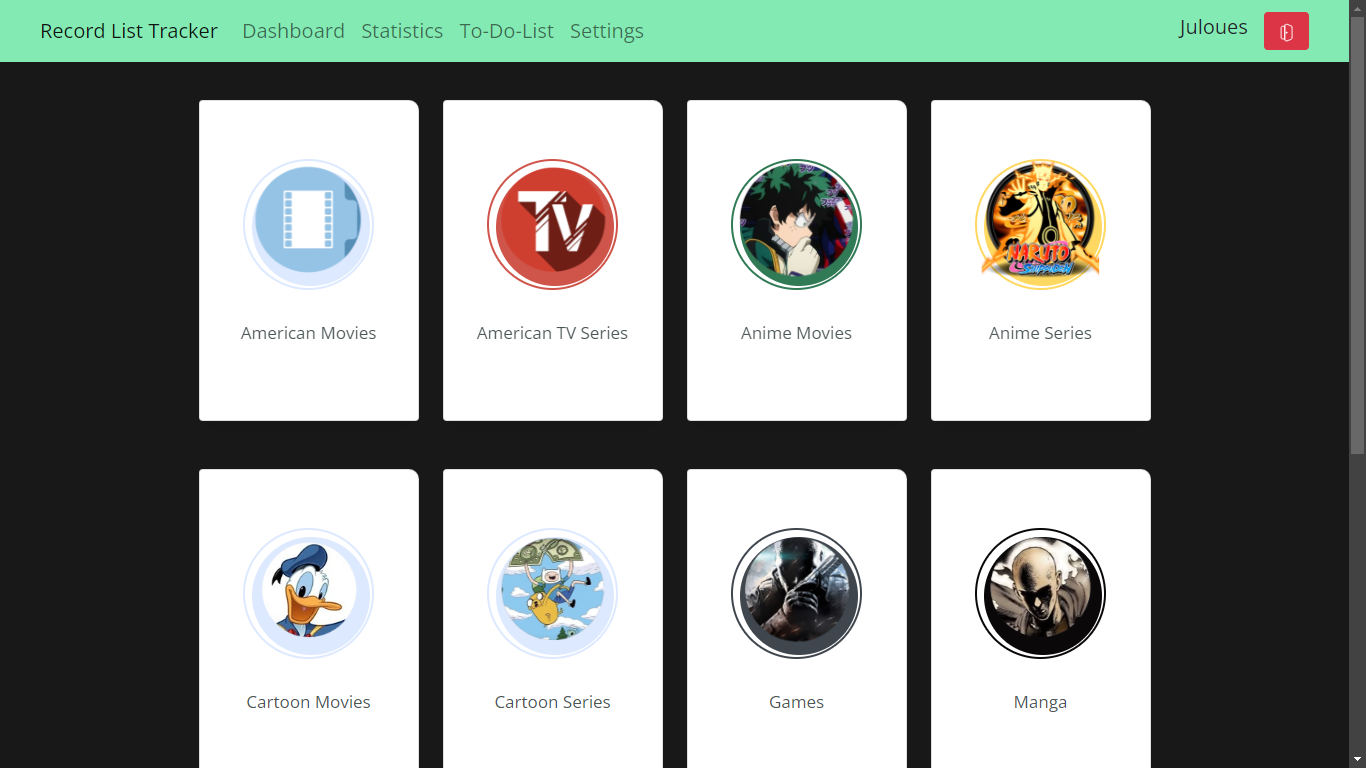 Record List Tracker Dashboard Statistics To-Do-List Settings Juloues
TV
NARUTO
SHIPPUDEN
American Movies American TV Series Anime Movies Anime Series
Cartoon Movies Cartoon Series Games Manga